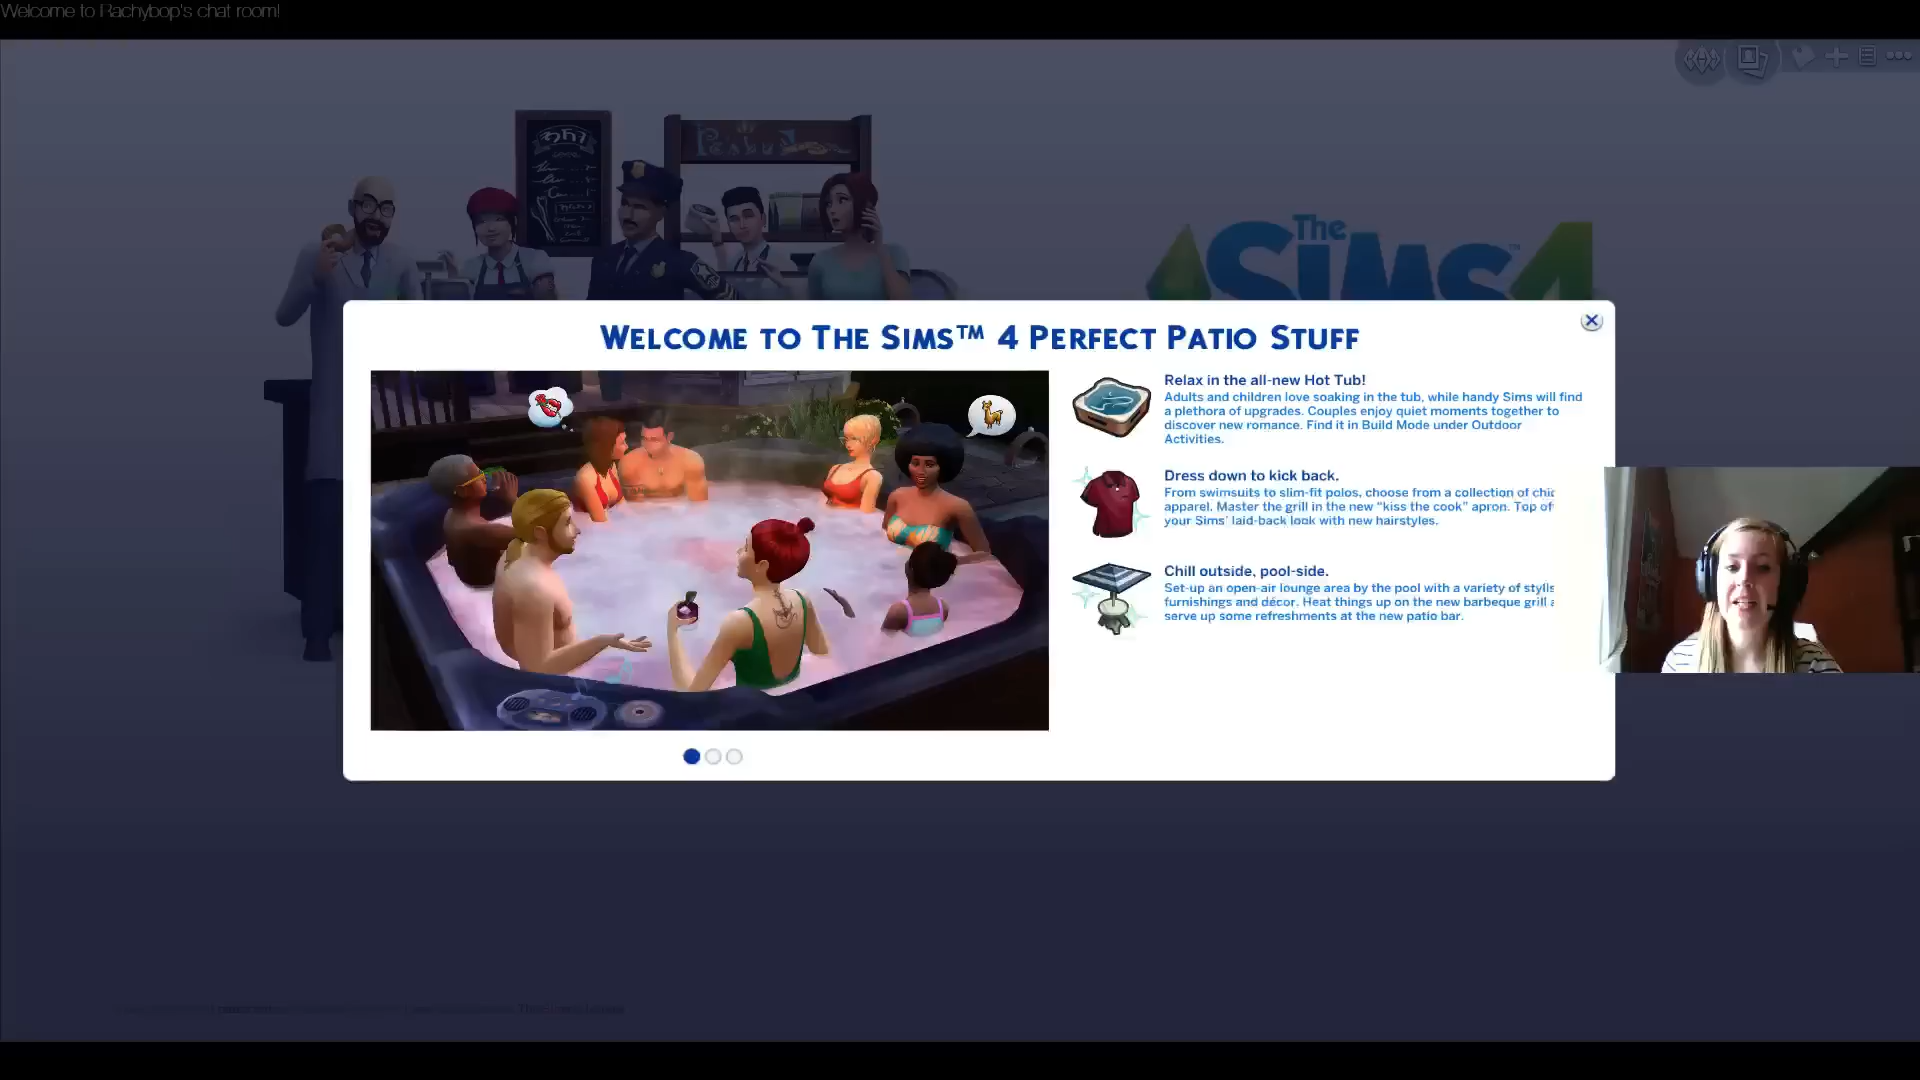 Welcome to Rachybop's chat room!
The
SiMS 4
WELCOME TO THE SIMS™ 4 PERFECT PATIO STUFF
Relax in the all-new Hot Tub!
Adults and children love soaking in the tub, while handy Sims will find
a plethora of upgrades. Couples enjoy quiet moments together to
discover new romance. Find it in Build Mode under Outdoor
Activities.
Dress down to kick back.
From swimsuits to slim-fit polos, choose from a collection of chic
apparel. Master the grill in the new "kiss the cook" apron. Top of
your Sims' laid-back look with new hairstyles.
Chill outside, pool-side.
Set-up an open-air lounge area by the pool with a variety of
furnishings and décor. Heat things up on the new barbeque grill
serve up some refreshments at the new patio bar.